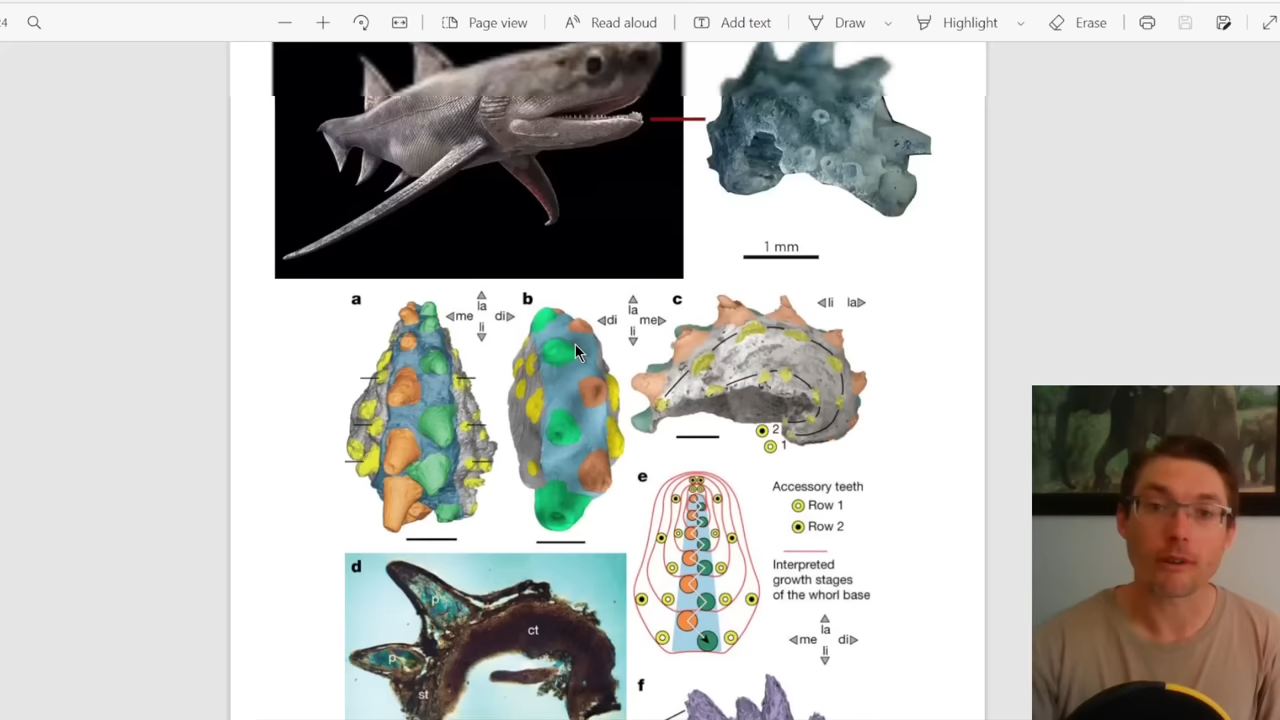 24
Page view
Read aloud
Add text
Draw
Highlight
Erase
1 mm
a
la
me di
li
b
la
di me
li
c
li la
2
1
d
p
p
ct
st
e
Accessory teeth
Row 1
Row 2
Interpreted
growth stages
of the whorl base
la
me di
li
f